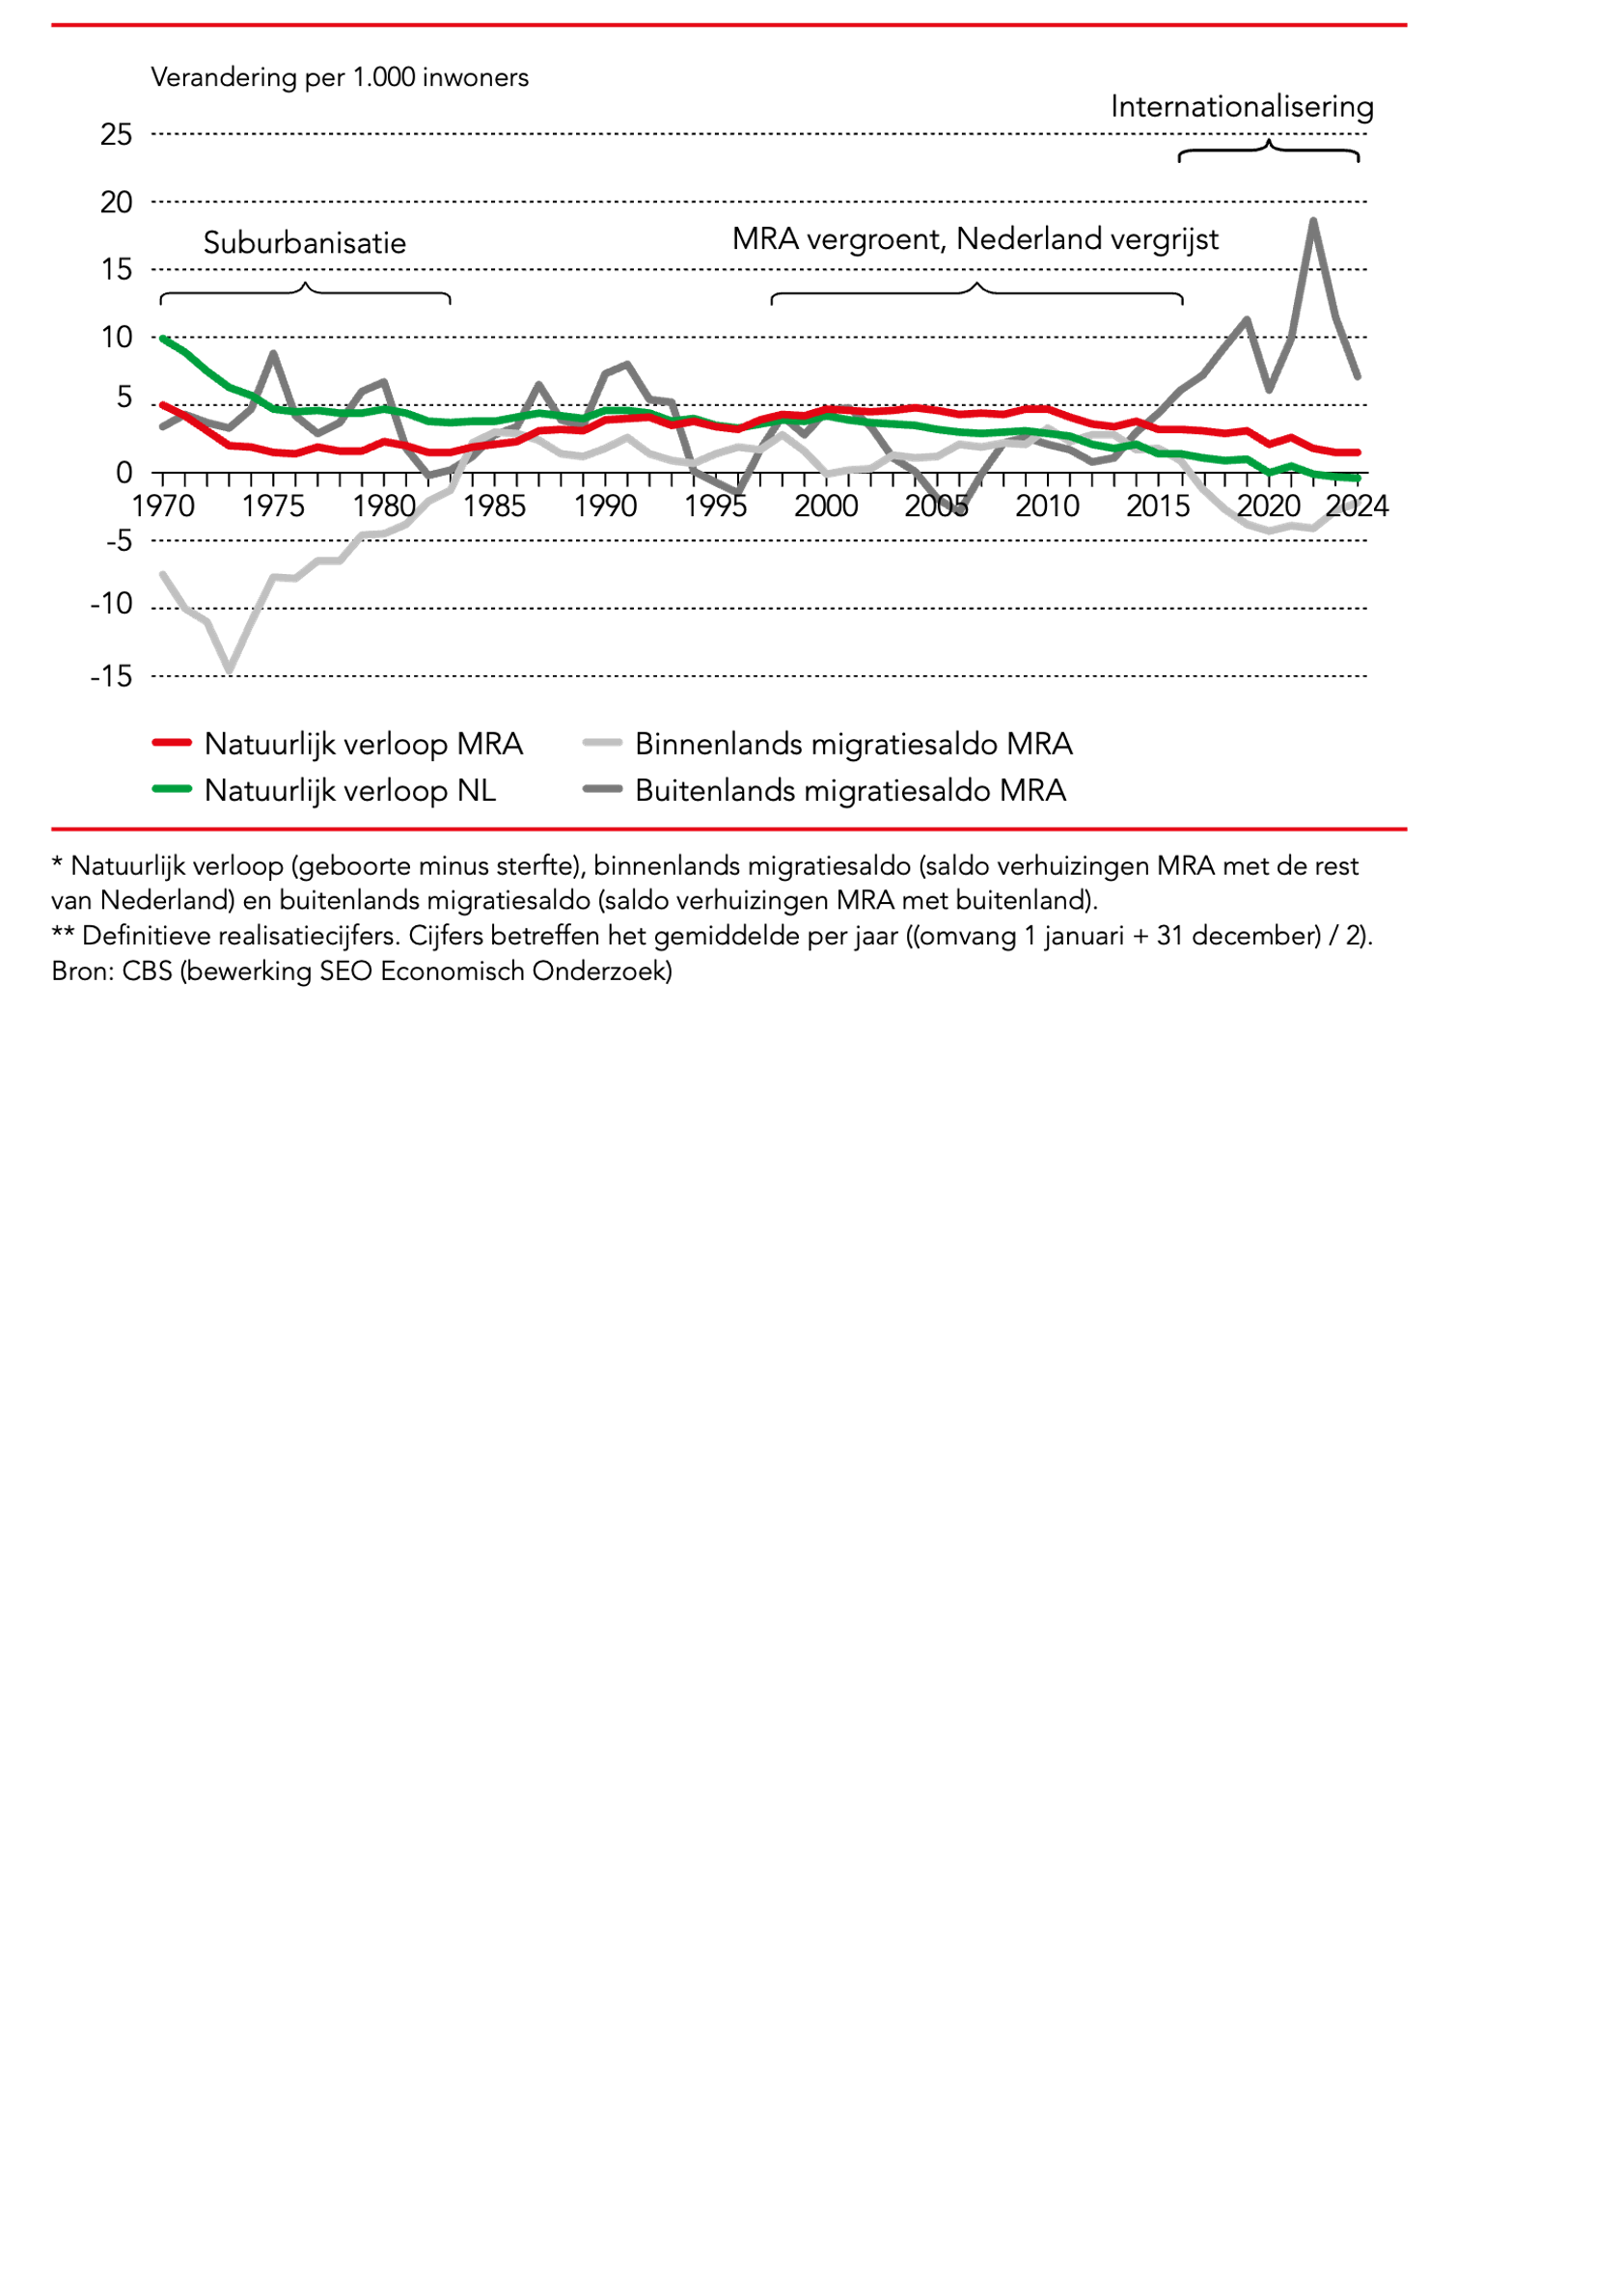 Verandering per 1.000 inwoners
Internationalisering
25
20
Suburbanisatie
MRA vergroent, Nederland vergrijst
15
10
5
0
1970 1975 1980 1985 1990 1995 2000 2005 2010 2015 2020 2024
-5
-10
-15
Natuurlijk verloop MRA
Binnenlands migratiesaldo MRA
Natuurlijk verloop NL
Buitenlands migratiesaldo MRA
* Natuurlijk verloop (geboorte minus sterfte), binnenlands migratiesaldo (saldo verhuizingen MRA met de rest
van Nederland) en buitenlands migratiesaldo (saldo verhuizingen MRA met buitenland).
** Definitieve realisatiecijfers. Cijfers betreffen het gemiddelde per jaar ((omvang 1 januari + 31 december) / 2).
Bron: CBS (bewerking SEO Economisch Onderzoek)